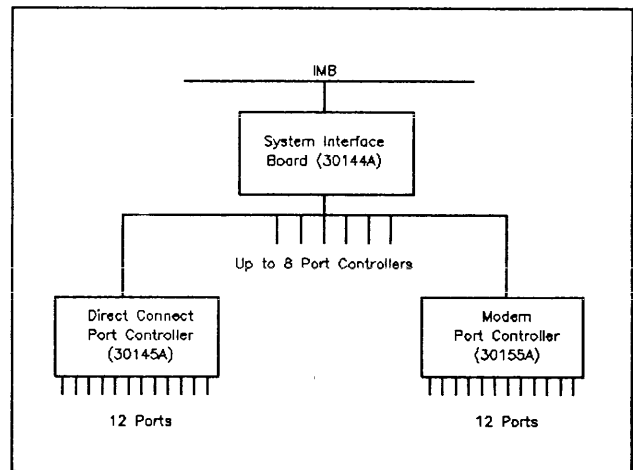 IMB
System Interface
Board (30144A)
Up to 8 Port Controllers
Direct Connect
Port Controller
(30145A)
Modem
Port Controller
(30155A)
12 Ports
12 Ports